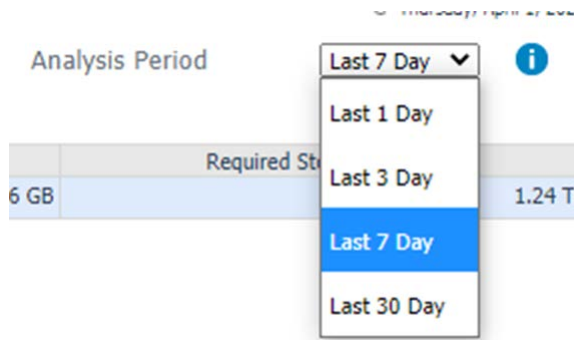 Analysis Period
Last 7 Day
Last 1 Day
Required
Last 3 Day
6 GB
1.24
Last 7 Day
Last 30 Day